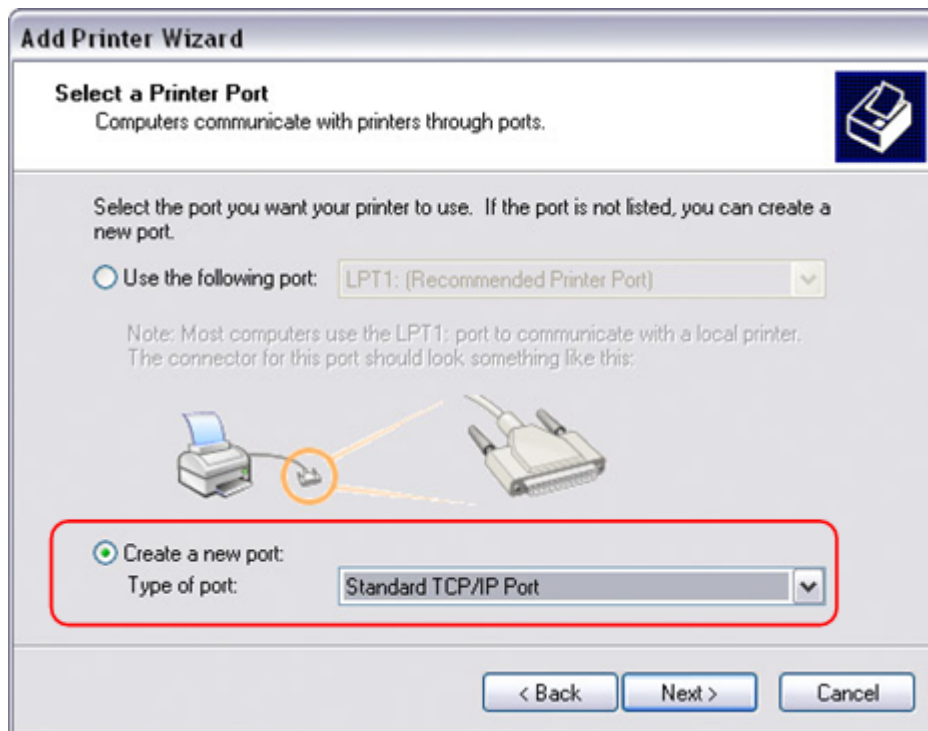 Add Printer Wizard
Select a Printer Port
Computers communicate with printers through ports.
Select the port you want your printer to use.  If the port is not listed, you can create a
new port.
Use the following port: LPT1: (Recommended Printer Port)
Note: Most computers use the LPT1: port to communicate with a local printer.
The connector for this port should look something like this:
Create a new port:
Type of port: Standard TCP/IP Port
< Back Next > Cancel